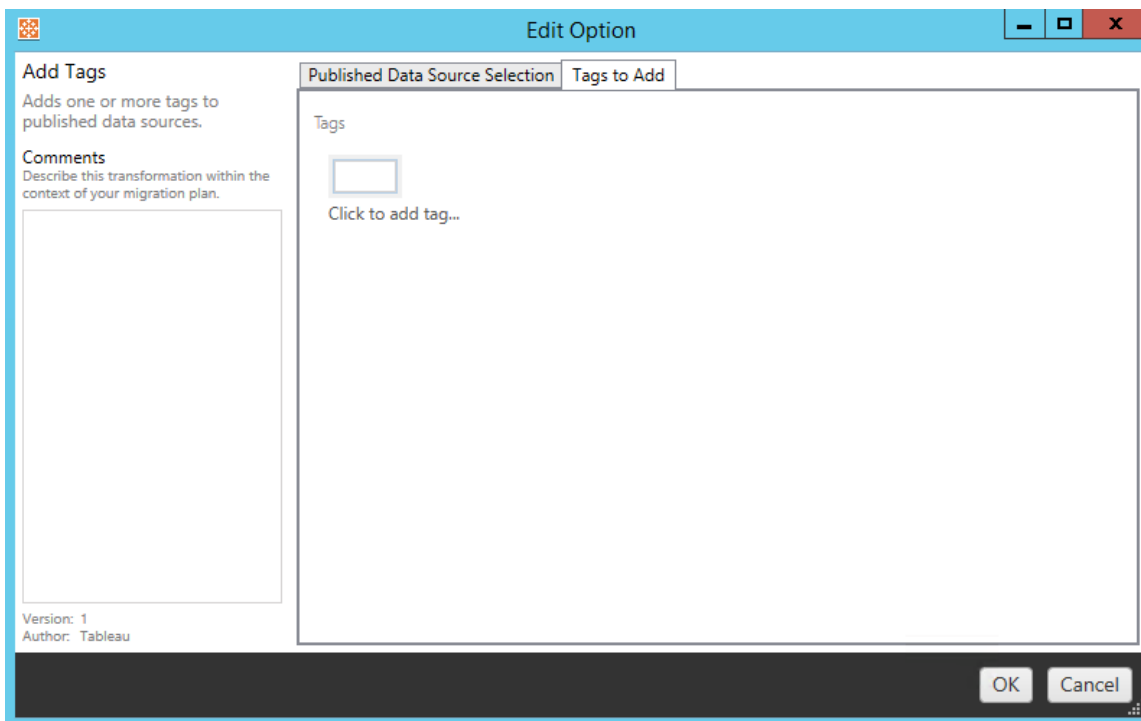 Edit Option
Add Tags
Adds one or more tags to
published data sources.
Comments
Describe this transformation within the
context of your migration plan.
Version: 1
Author: Tableau
Published Data Source Selection
Tags to Add
Tags
Click to add tag...
OK
Cancel